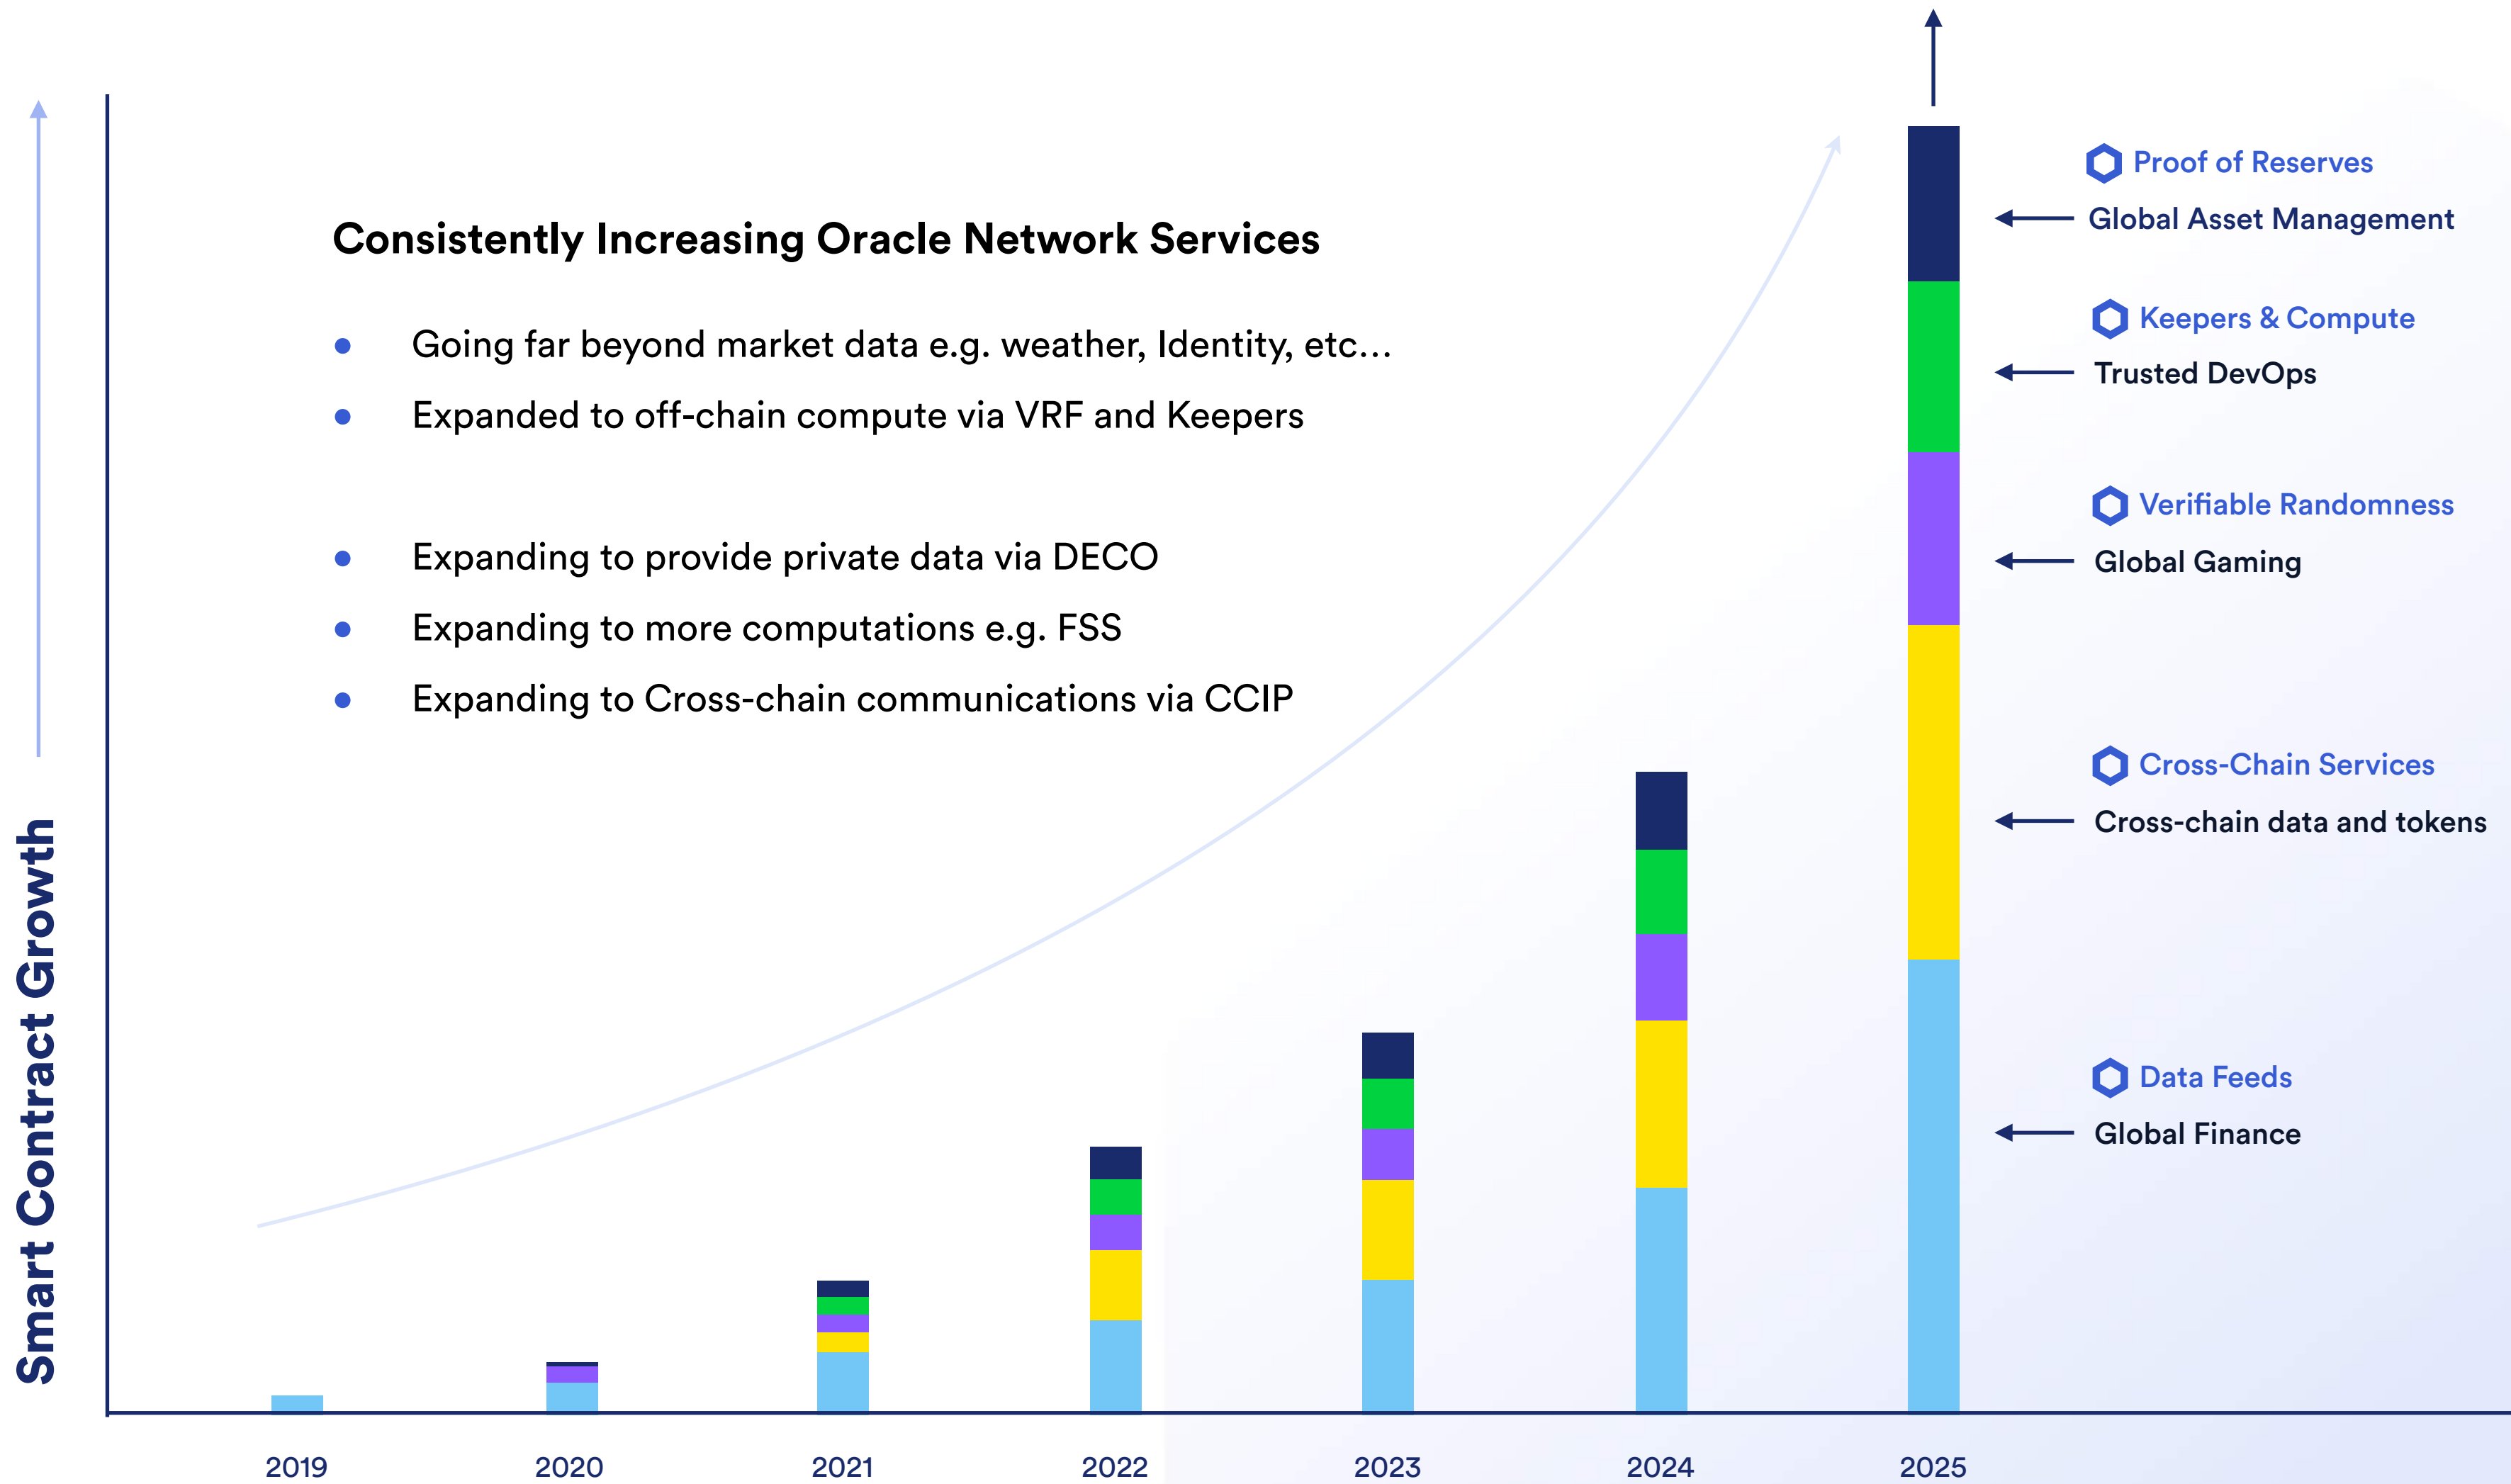 Consistently Increasing Oracle Network Services
Going far beyond market data e.g. weather, Identity, etc...
Expanded to off-chain compute via VRF and Keepers
Expanding to provide private data via DECO
Expanding to more computations e.g. FSS
Expanding to Cross-chain communications via CCIP
Proof of Reserves
Global Asset Management
Keepers & Compute
Trusted DevOps
Verifiable Randomness
Global Gaming
Cross-Chain Services
Cross-chain data and tokens
Data Feeds
Global Finance
Smart Contract Growth
2019
2020
2021
2022
2023
2024
2025